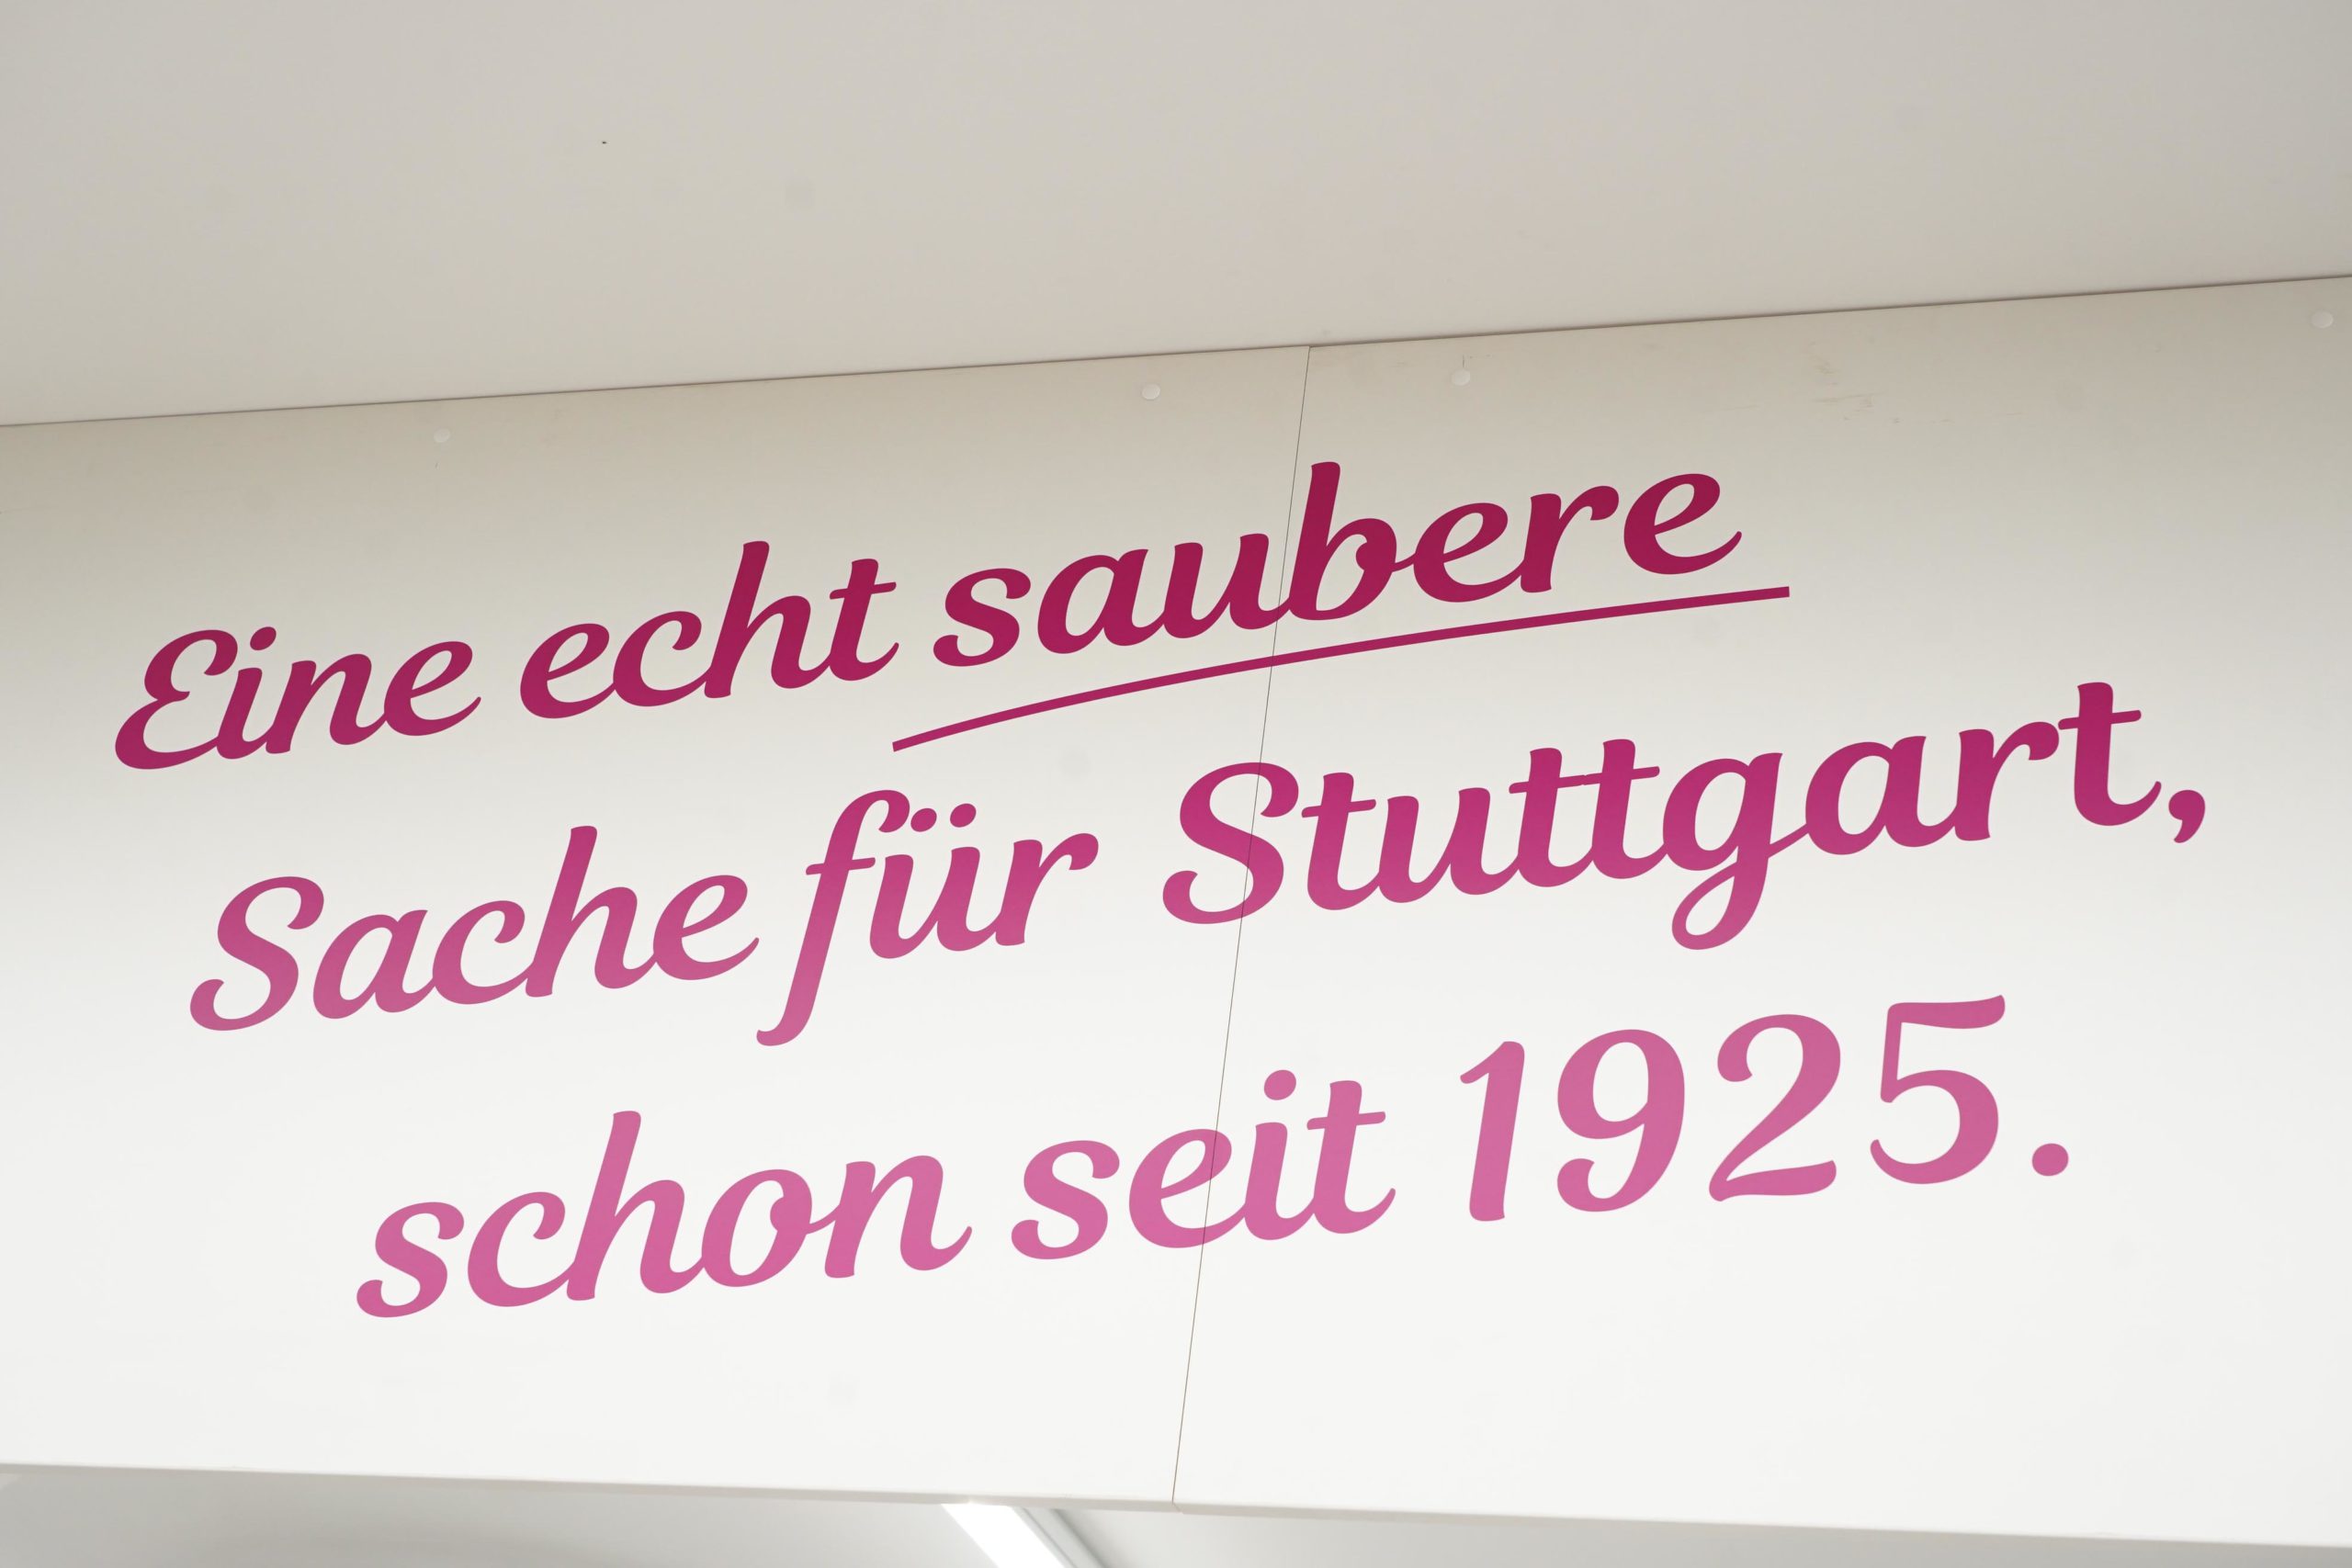 Eine echt saubere
Sache für Stuttgart,
schon seit 1925.